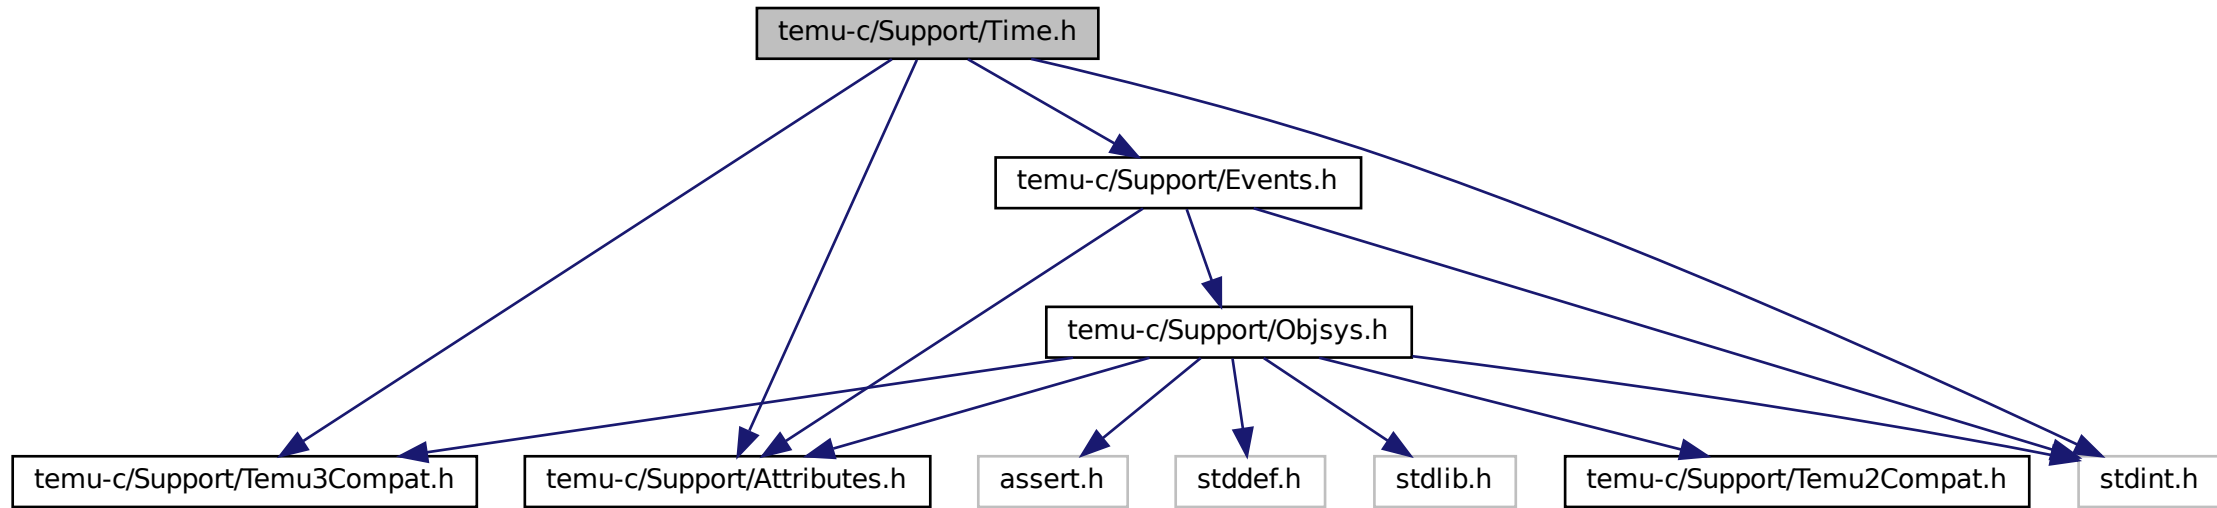 temu-c/Support/Time.h
temu-c/Support/Events.h
temu-c/Support/Objsys.h
temu-c/Support/Temu3Compat.h
temu-c/Support/Attributes.h
assert.h
stddef.h
stdlib.h
temu-c/Support/Temu2Compat.h
stdint.h